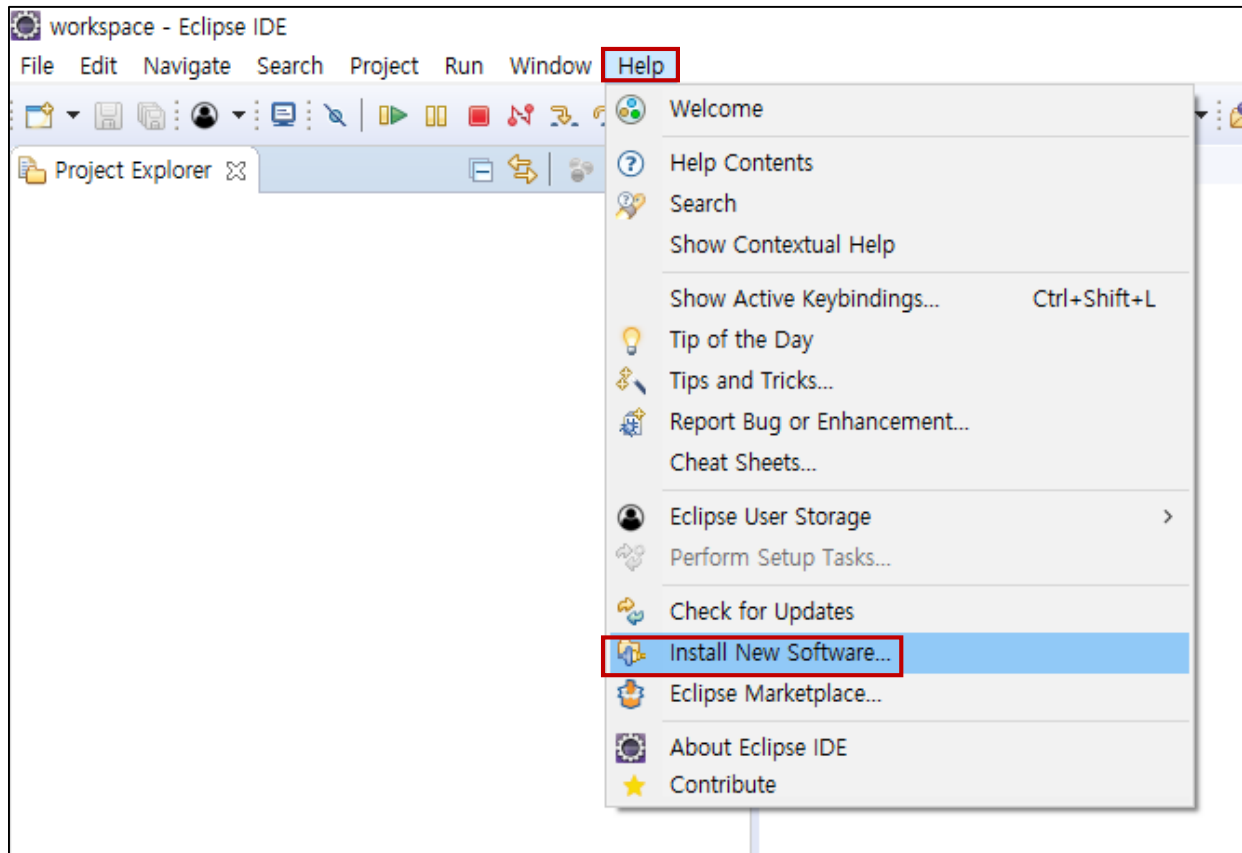 workspace - Eclipse IDE
File Edit Navigate Search Project Run Window Help
Project Explorer
Welcome
Help Contents
Search
Show Contextual Help
Show Active Keybindings... Ctrl+Shift+L
Tip of the Day
Tips and Tricks...
Report Bug or Enhancement...
Cheat Sheets...
Eclipse User Storage
Perform Setup Tasks...
Check for Updates
Install New Software...
Eclipse Marketplace...
About Eclipse IDE
Contribute